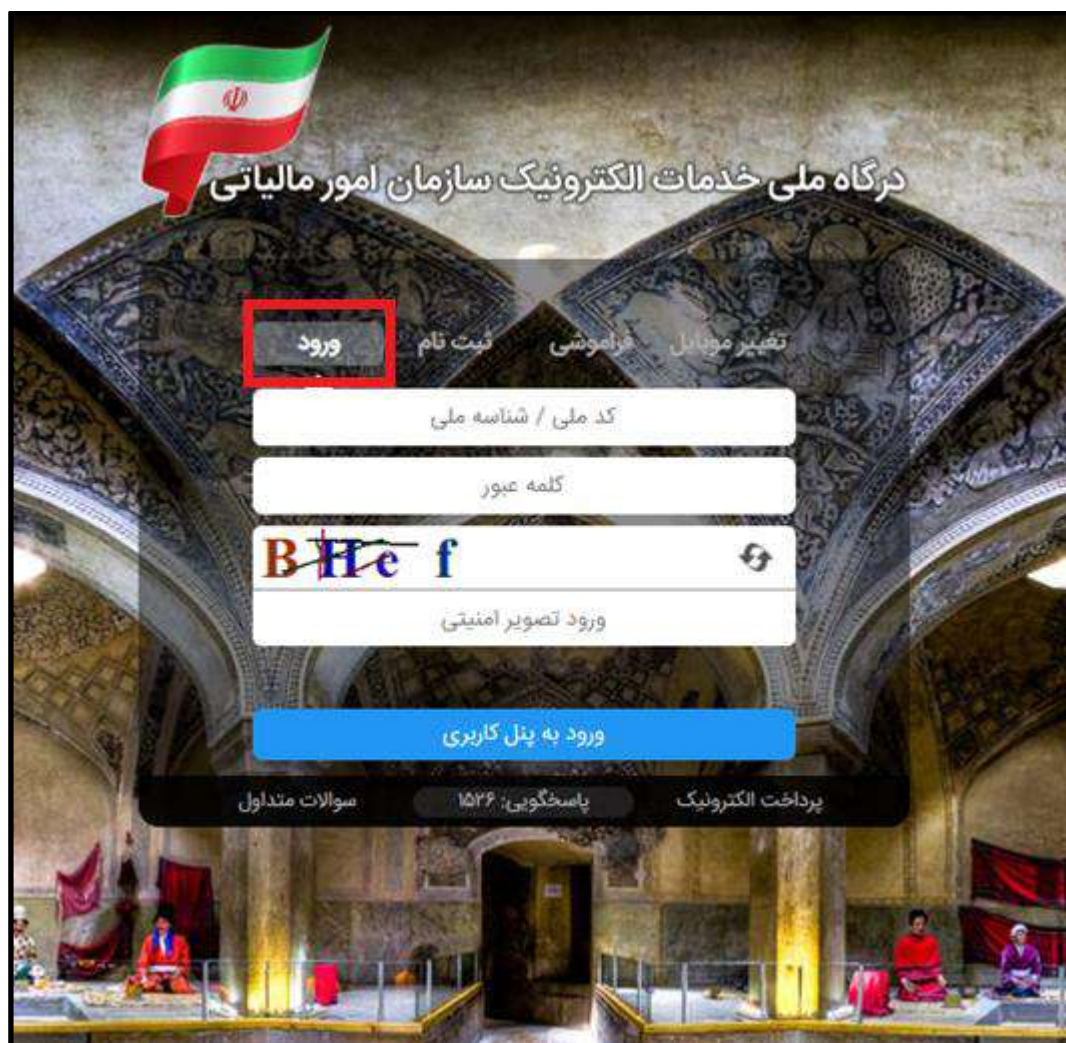 درگاه ملی خدمات الکترونیک سازمان امور مالیاتی
تغییر موبایل فراموشی ثبت نام ورود
کد ملی / شناسه ملی
کلمه عبور
B H e f
ورود تصویر امنیتی
ورود به پنل کاربری
پرداخت الکترونیک پاسخگویی: ۱۵۲۶ سوالات متداول